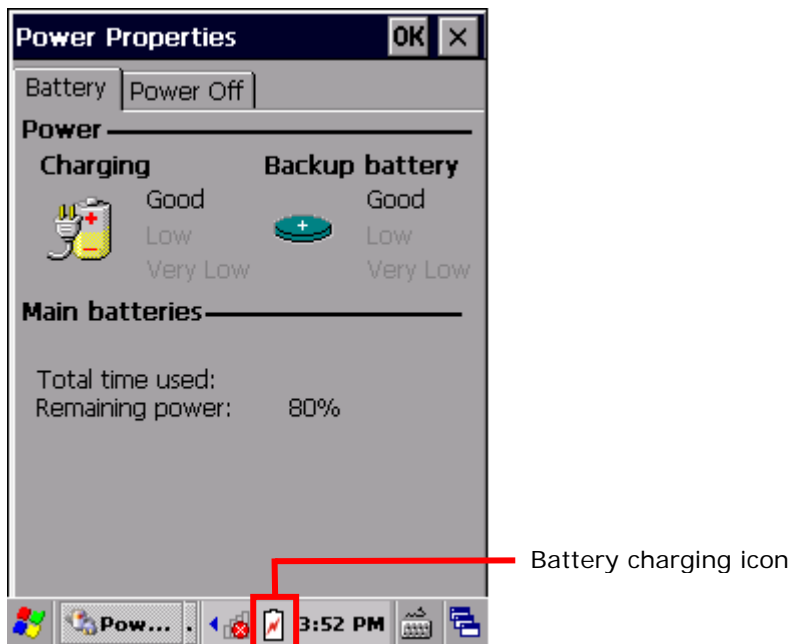 Power Properties OK ×
Battery Power Off
Power
Charging Backup battery
Good Good
Low Low
Very Low Very Low
Main batteries
Total time used:
Remaining power: 80%
Battery charging icon
Pow... . 3:52 PM